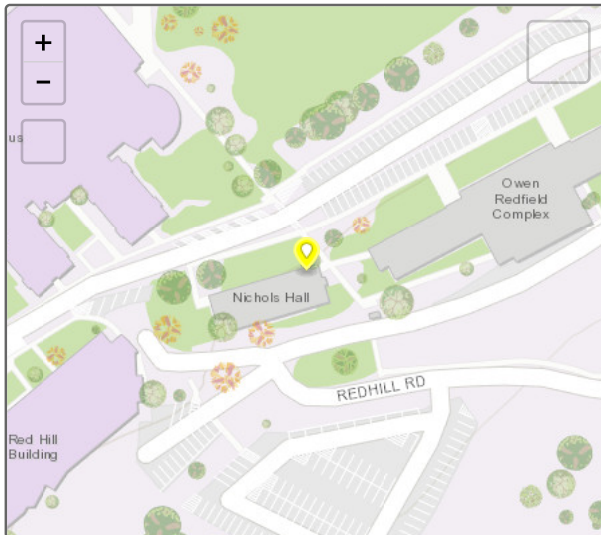 +
−
us
Owen
Redfield
Complex
Nichols Hall
REDHILL RD
Red Hill
Building